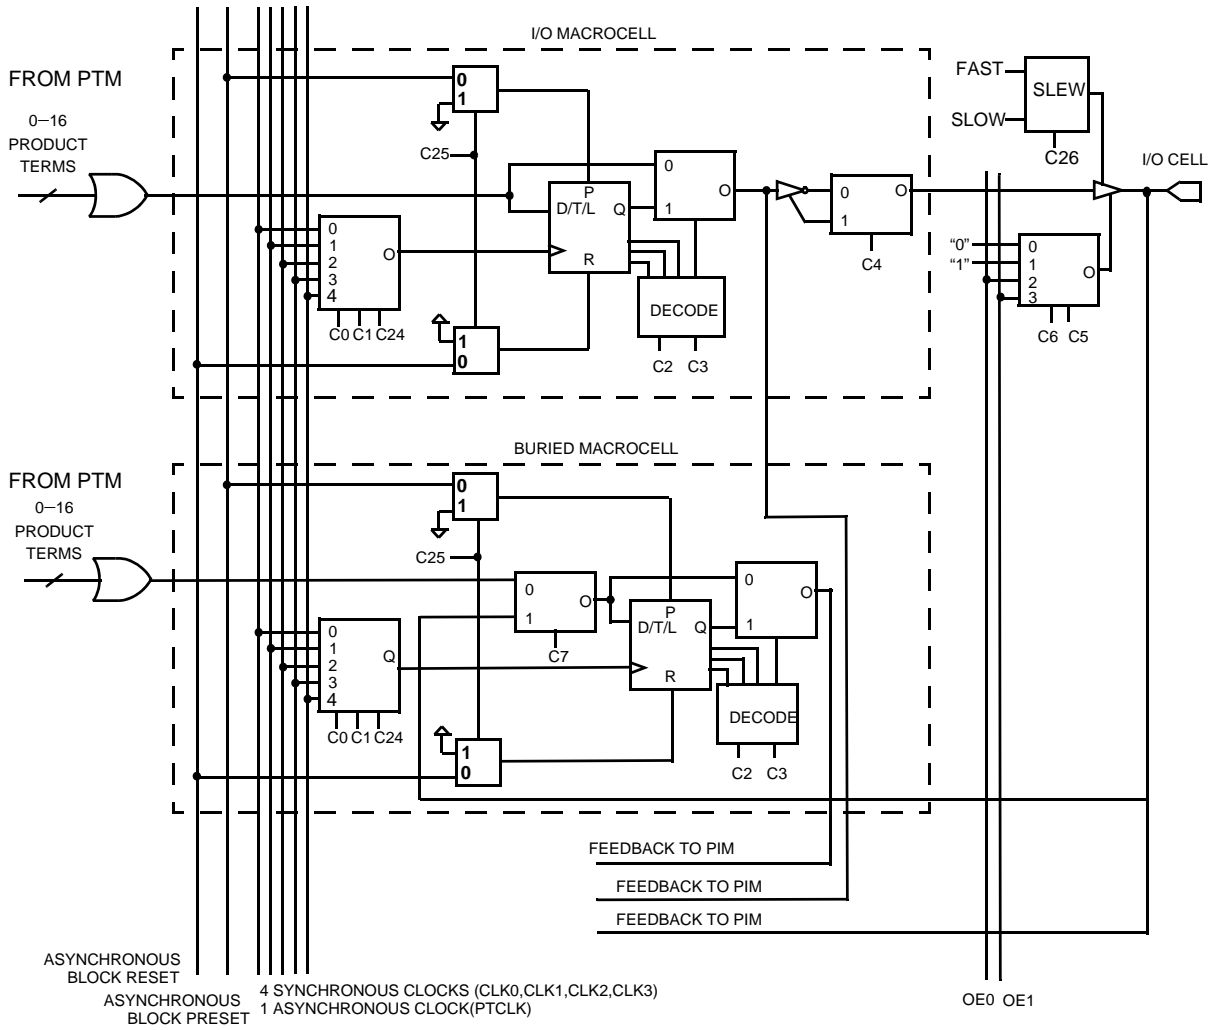 I/O MACROCELL
FROM PTM
0−16
PRODUCT
TERMS
0
1
C25
FAST
SLOW
SLEW
C26
I/O CELL
0
1
O
P
D/T/L
Q
R
0
1
O
C4
0
1
2
3
4
O
C0 C1 C24
"0"
"1"
0
1
2
3
O
C6 C5
DECODE
C2 C3
1
0
BURIED MACROCELL
FROM PTM
0−16
PRODUCT
TERMS
0
1
C25
0
1
O
C7
0
1
O
P
D/T/L
Q
R
0
1
2
3
4
Q
C0 C1 C24
DECODE
C2 C3
1
0
FEEDBACK TO PIM
FEEDBACK TO PIM
FEEDBACK TO PIM
ASYNCHRONOUS
BLOCK RESET
ASYNCHRONOUS
BLOCK PRESET
4 SYNCHRONOUS CLOCKS (CLK0,CLK1,CLK2,CLK3)
1 ASYNCHRONOUS CLOCK(PTCLK)
OE0 OE1